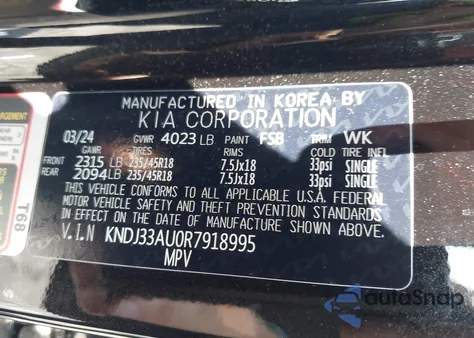 MANUFACTURED IN KOREA BY
KIA CORPORATION
03/24 GVWR 4023 LB PAINT FSB TRIM WK
GAWR TIRES RIMS COLD TIRE INFL
FRONT 2315 LB 235/45R18 7.5Jx18 33psi SINGLE
REAR 2094 LB 235/45R18 7.5Jx18 33psi SINGLE
THIS VEHICLE CONFORMS TO ALL APPLICABLE U.S.A. FEDERAL
MOTOR VEHICLE SAFETY AND THEFT PREVENTION STANDARDS
IN EFFECT ON THE DATE OF MANUFACTURE SHOWN ABOVE.
V.I.N KNDJ33AU0R7918995
MPV
T68
autoSnap